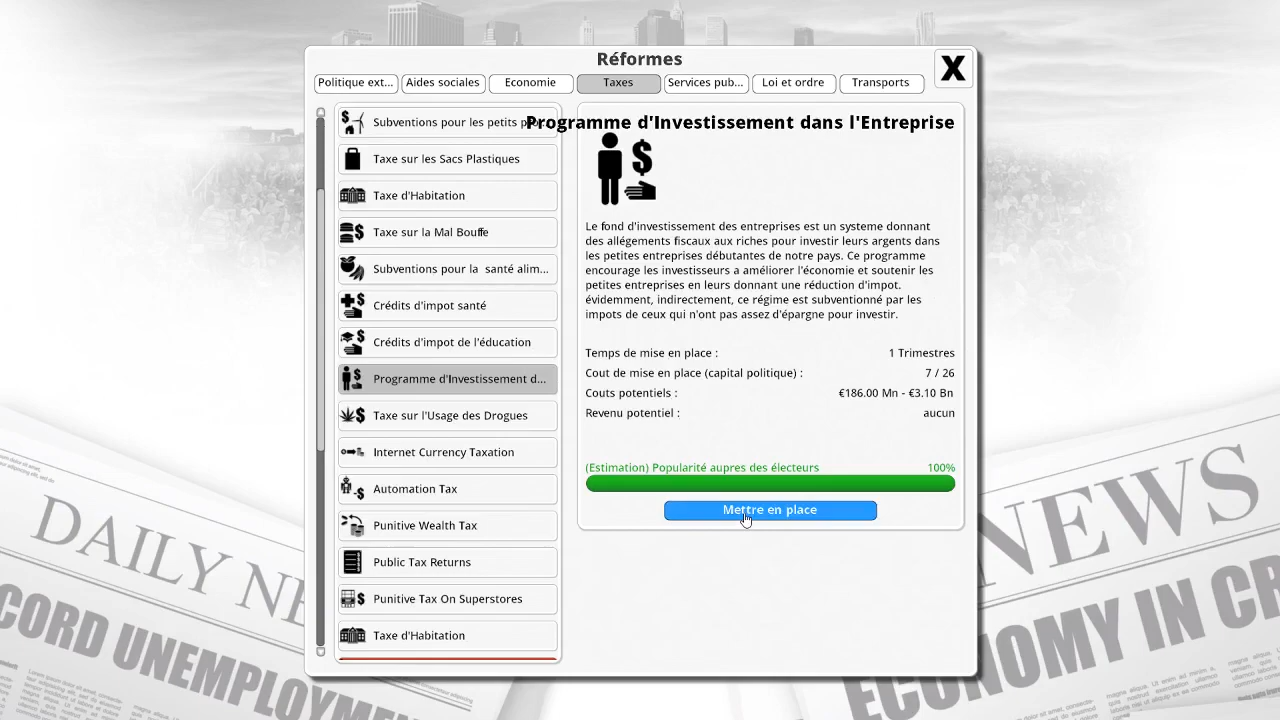 Réformes
X
Politique ext...
Aides sociales
Economie
Taxes
Services pub...
Loi et ordre
Transports
Subventions pour les petits
Programme d'Investissement dans l'Entreprise
Taxe sur les Sacs Plastiques
Taxe d'Habitation
Taxe sur la Mal Bouffe
Subventions pour la  santé alim...
Crédits d'impot santé
Crédits d'impot de l'éducation
Programme d'Investissement d...
Taxe sur l'Usage des Drogues
Internet Currency Taxation
Automation Tax
Punitive Wealth Tax
Public Tax Returns
Punitive Tax On Superstores
Taxe d'Habitation
Le fond d'investissement des entreprises est un systeme donnant
des allégements fiscaux aux riches pour investir leurs argents dans
les petites entreprises débutantes de notre pays. Ce programme
encourage les investisseurs a améliorer l'économie et soutenir les
petites entreprises en leurs donnant une réduction d'impot.
évidemment, indirectement, ce régime est subventionné par les
impots de ceux qui n'ont pas assez d'épargne pour investir.
Temps de mise en place : 1 Trimestres
Cout de mise en place (capital politique) : 7 / 26
Couts potentiels : €186.00 Mn - €3.10 Bn
Revenu potentiel : aucun
(Estimation) Popularité aupres des électeurs 100%
Mettre en place
DAILY NE
CORD UNEMPLOYM
NEWS
ECONOMY IN CR